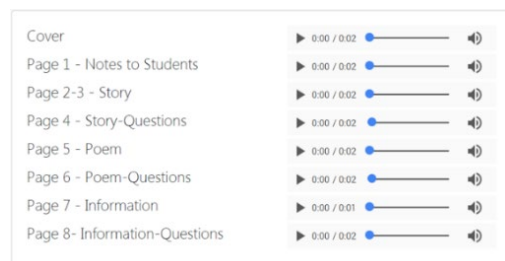 Cover 0:00 / 0:02
Page 1 - Notes to Students 0:00 / 0:02
Page 2-3 - Story 0:00 / 0:02
Page 4 - Story-Questions 0:00 / 0:02
Page 5 - Poem 0:00 / 0:02
Page 6 - Poem-Questions 0:00 / 0:02
Page 7 - Information 0:00 / 0:01
Page 8- Information-Questions 0:00 / 0:02